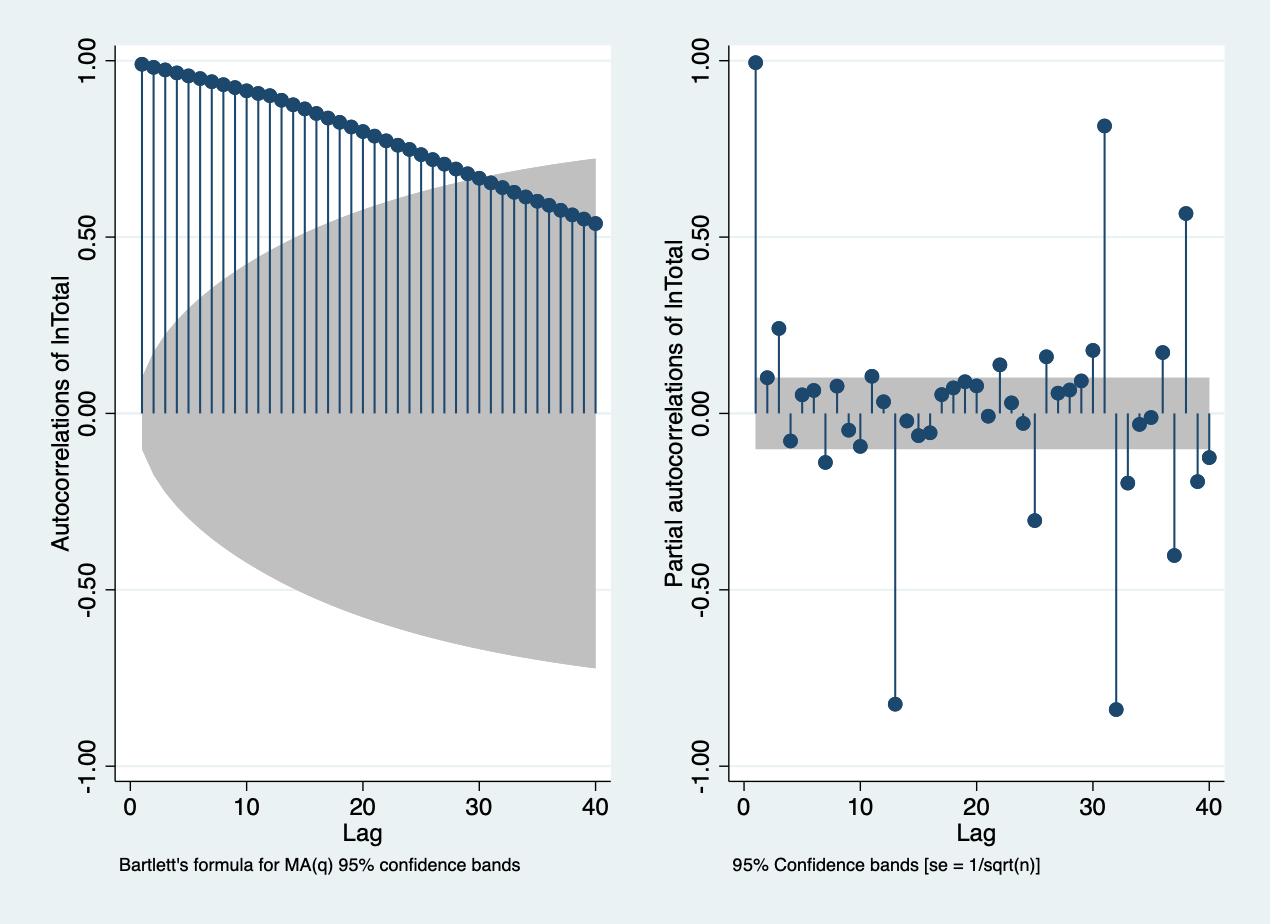 Autocorrelations of lnTotal
1.00
0.50
0.00
-0.50
-1.00
0 10 20 30 40
Lag
Bartlett's formula for MA(q) 95% confidence bands
Partial autocorrelations of lnTotal
1.00
0.50
0.00
-0.50
-1.00
0 10 20 30 40
Lag
95% Confidence bands [se = 1/sqrt(n)]